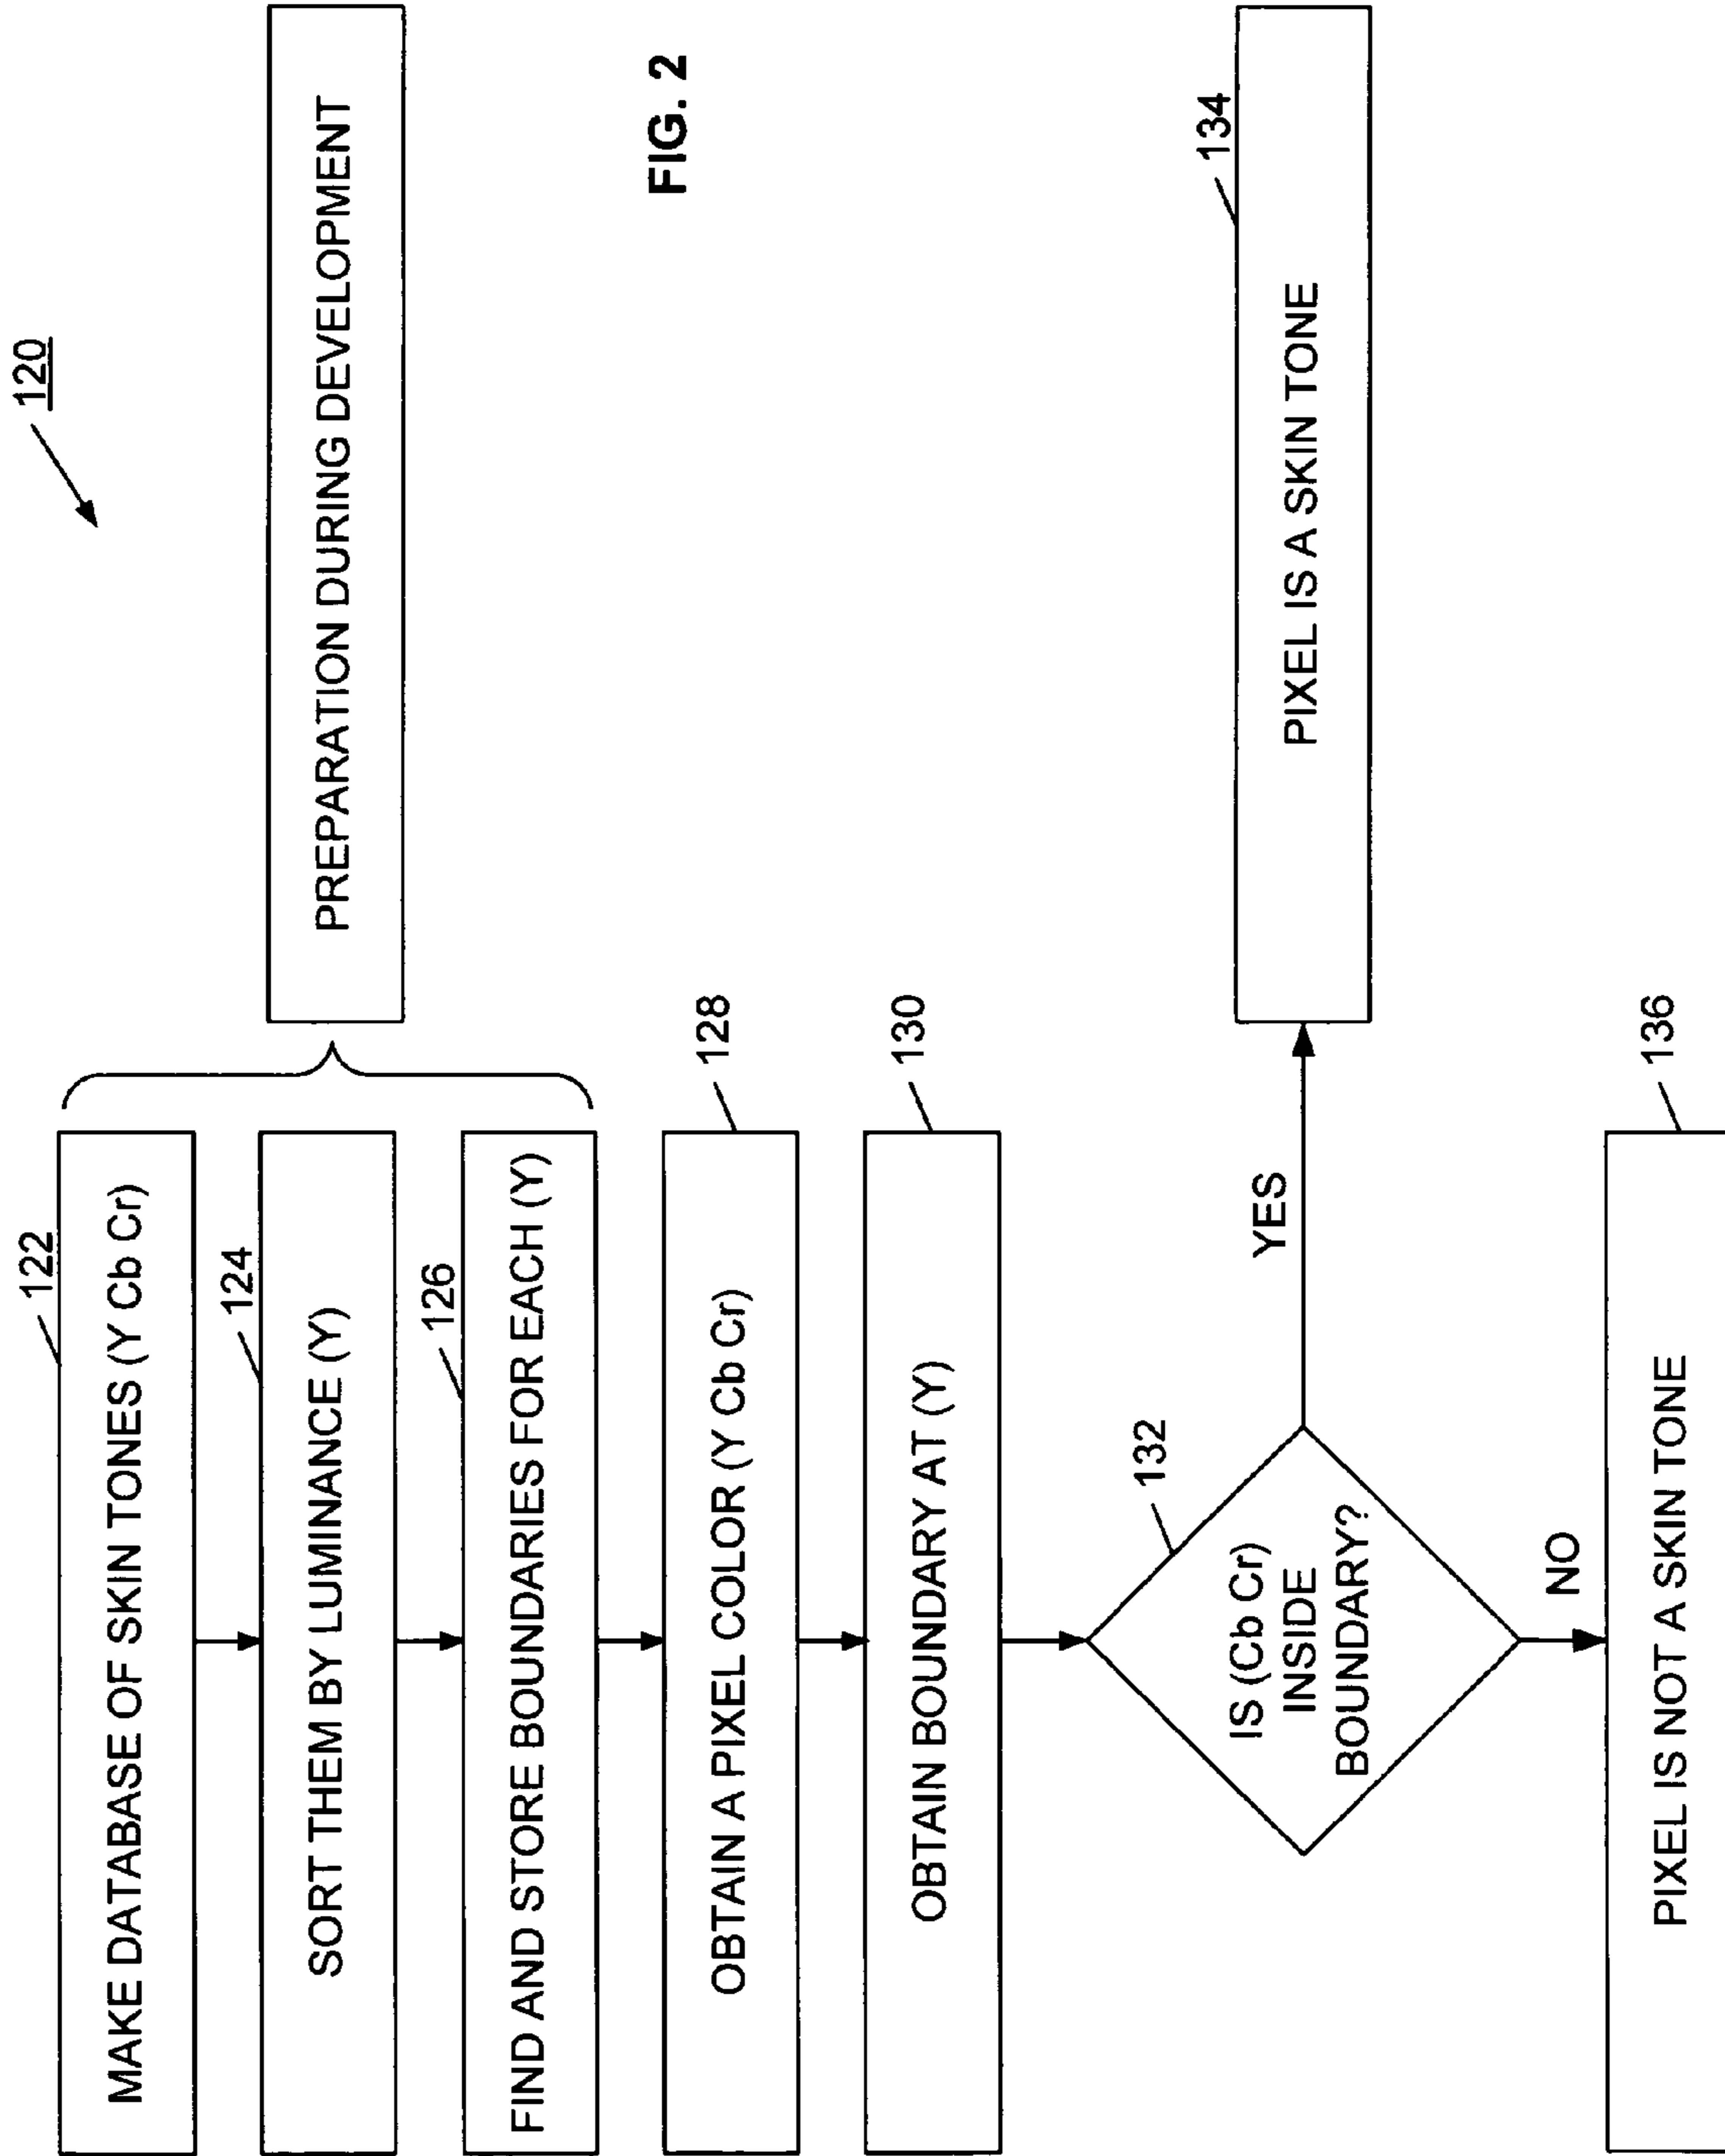 120
122
MAKE DATABASE OF SKIN TONES (Y Cb Cr)
124
SORT THEM BY LUMINANCE (Y)
PREPARATION DURING DEVELOPMENT
126
FIND AND STORE BOUNDARIES FOR EACH (Y)
128
OBTAIN A PIXEL COLOR (Y Cb Cr)
FIG. 2
130
OBTAIN BOUNDARY AT (Y)
132
IS (Cb Cr)
INSIDE
BOUNDARY?
YES
134
PIXEL IS A SKIN TONE
NO
136
PIXEL IS NOT A SKIN TONE